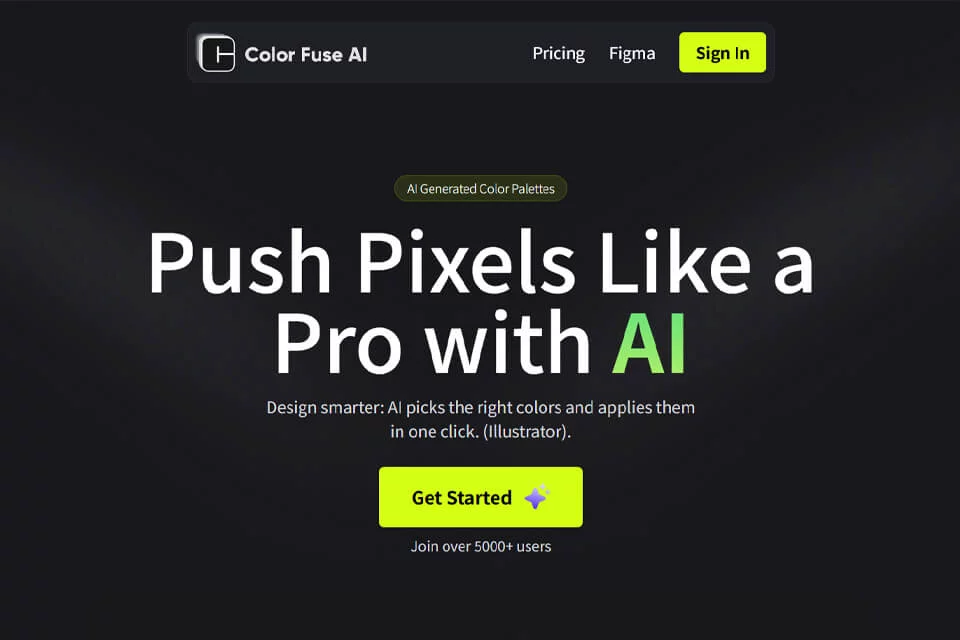 Color Fuse AI
Pricing
Figma
Sign In
AI Generated Color Palettes
Push Pixels Like a
Pro with AI
Design smarter: AI picks the right colors and applies them
in one click. (Illustrator).
Get Started
Join over 5000+ users